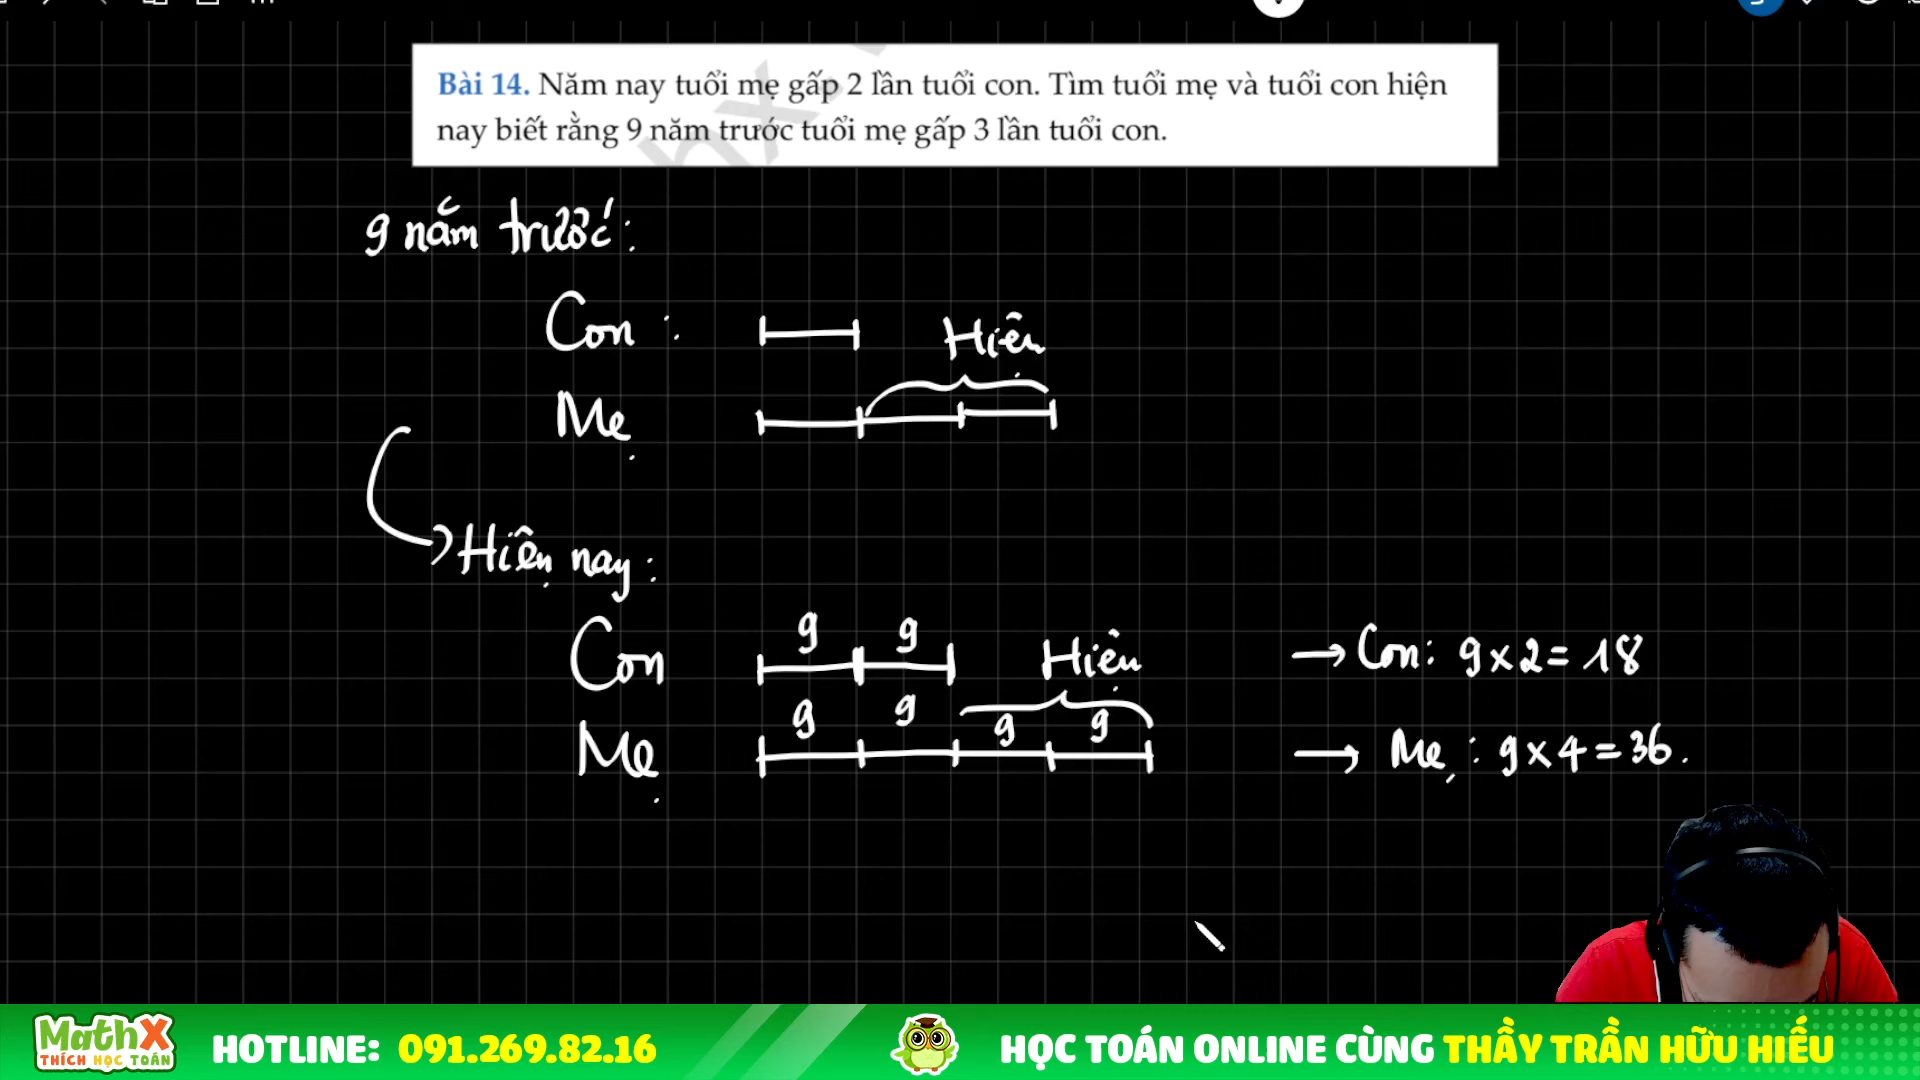 Bài 14. Năm nay tuổi mẹ gấp 2 lần tuổi con. Tìm tuổi mẹ và tuổi con hiện
nay biết rằng 9 năm trước tuổi mẹ gấp 3 lần tuổi con.
9 năm trước:
Con :
Hiệu
Mẹ
Hiện nay:
9 9
Con
Hiệu
→ Con: 9 x 2 = 18
9 9 9 9
Mẹ
→ Mẹ : 9 x 4 = 36.
MathX
THÍCH HỌC TOÁN
HOTLINE: 091.269.82.16
HỌC TOÁN ONLINE CÙNG THẦY TRẦN HỮU HIẾU